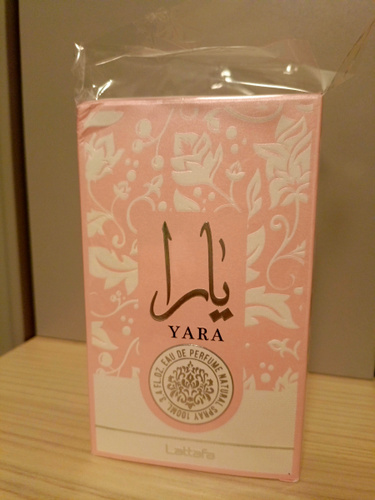 يارا
YARA
EAU DE PERFUME NATURAL SPRAY 100ML. 3.4 FL.OZ.
Lattafa